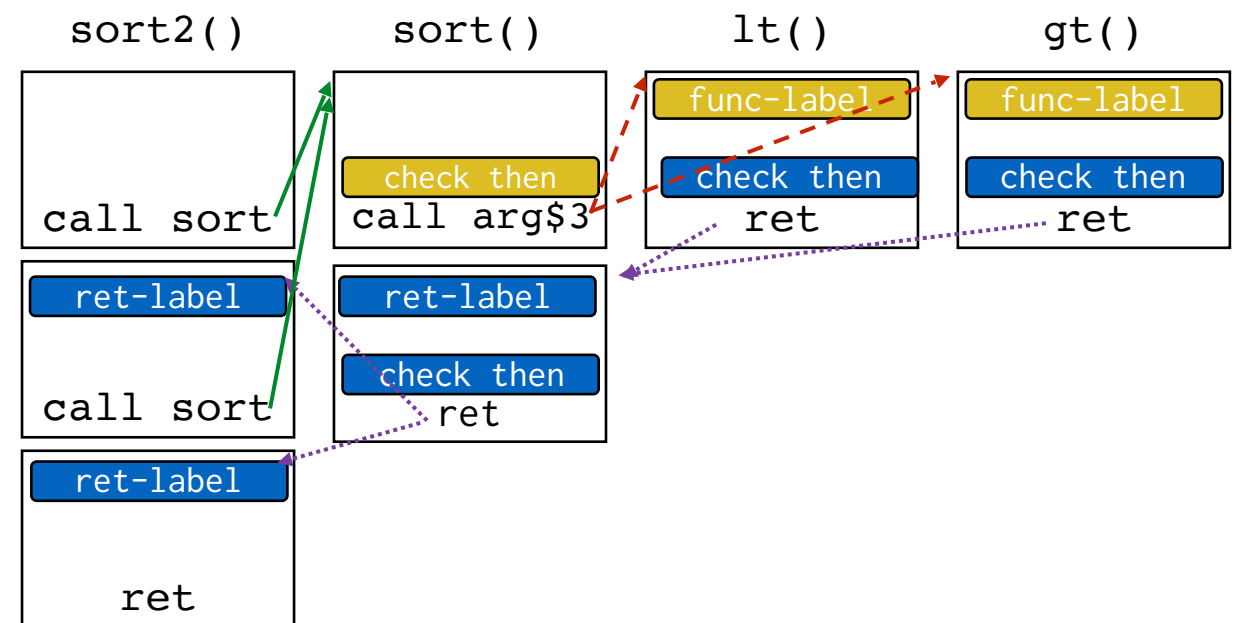 sort2()
sort()
lt()
gt()
call sort
ret-label
call sort
ret-label
ret
check then
call arg$3
ret-label
check then
ret
func-label
check then
ret
func-label
check then
ret